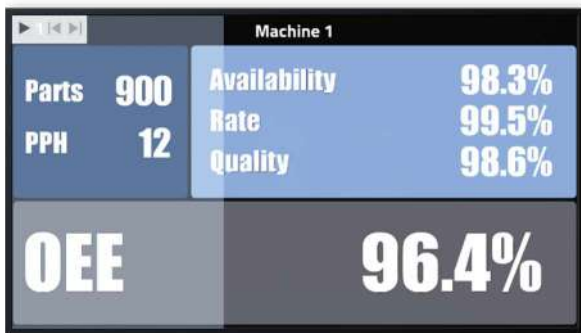 Machine 1
Parts 900
PPH 12
Availability 98.3%
Rate 99.5%
Quality 98.6%
OEE 96.4%